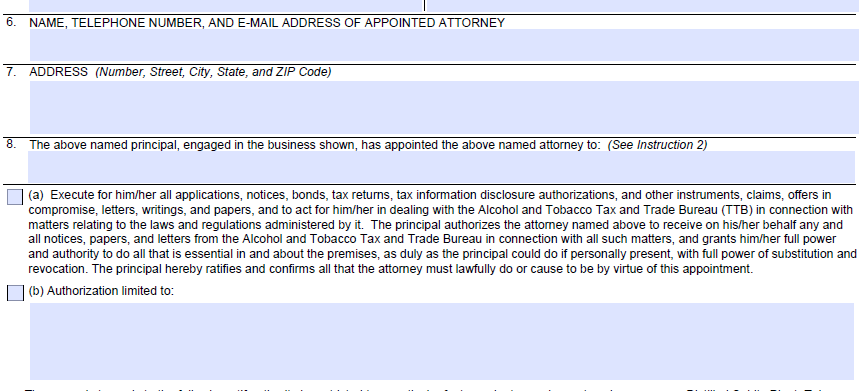 6. NAME, TELEPHONE NUMBER, AND E-MAIL ADDRESS OF APPOINTED ATTORNEY
7. ADDRESS (Number, Street, City, State, and ZIP Code)
8. The above named principal, engaged in the business shown, has appointed the above named attorney to: (See Instruction 2)
(a) Execute for him/her all applications, notices, bonds, tax returns, tax information disclosure authorizations, and other instruments, claims, offers in
compromise, letters, writings, and papers, and to act for him/her in dealing with the Alcohol and Tobacco Tax and Trade Bureau (TTB) in connection with
matters relating to the laws and regulations administered by it. The principal authorizes the attorney named above to receive on his/her behalf any and
all notices, papers, and letters from the Alcohol and Tobacco Tax and Trade Bureau in connection with all such matters, and grants him/her full power
and authority to do all that is essential in and about the premises, as duly as the principal could do if personally present, with full power of substitution and
revocation. The principal hereby ratifies and confirms all that the attorney must lawfully do or cause to be by virtue of this appointment.
(b) Authorization limited to: